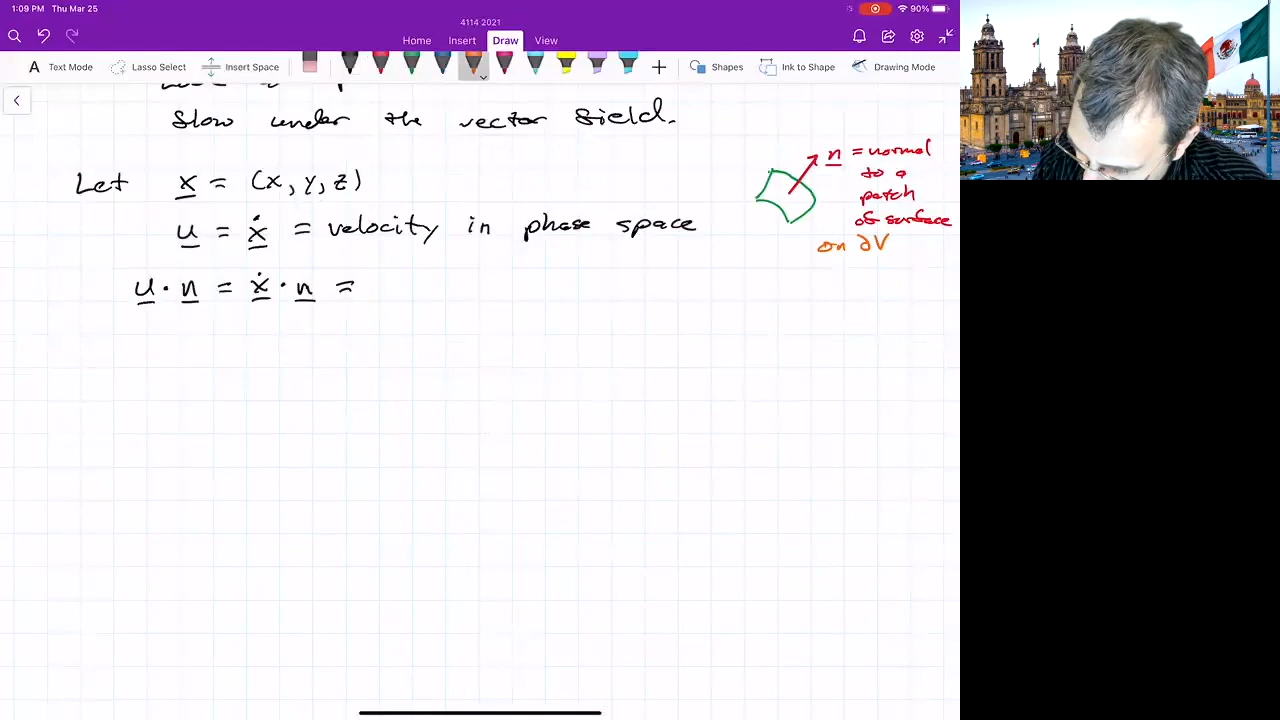 1:09 PM Thu Mar 25
90%
4114 2021
Home Insert Draw View
A Text Mode Lasso Select Insert Space Shapes Ink to Shape Drawing Mode
slow under the vector field.
Let x = (x, y, z)
u = ẋ = velocity in phase space
u · n = ẋ · n =
n = normal
to a
patch
of surface
on ∂V